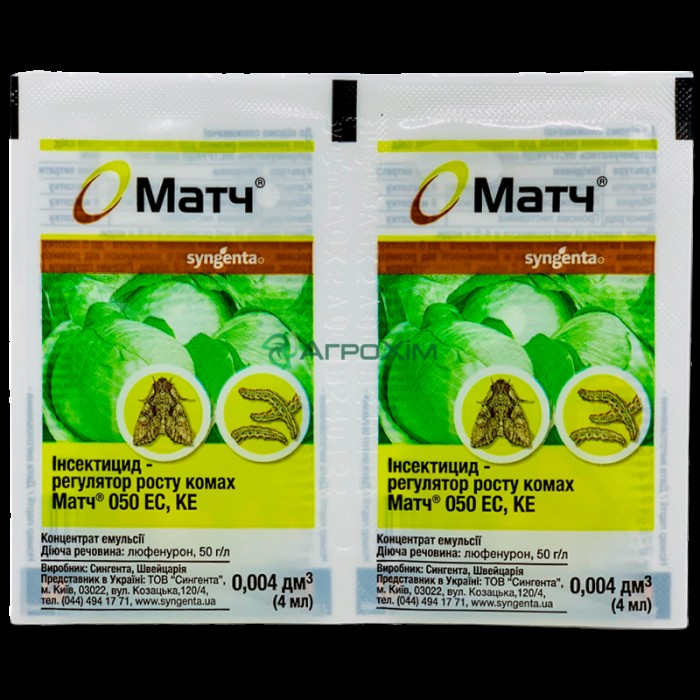 Матч®
syngenta
Інсектицид -
регулятор росту комах
Матч® 050 ЕС, КЕ
Концентрат емульсії
Діюча речовина: люфенурон, 50 г/л
Виробник: Сингента, Швейцарія
Представник в Україні: ТОВ "Сингента",
м. Київ, 03022, вул. Козацька,120/4,
тел. (044) 494 17 71, www.syngenta.ua
0,004 дм³
(4 мл)
Матч®
syngenta
Інсектицид -
регулятор росту комах
Матч® 050 ЕС, КЕ
Концентрат емульсії
Діюча речовина: люфенурон, 50 г/л
Виробник: Сингента, Швейцарія
Представник в Україні: ТОВ "Сингента",
м. Київ, 03022, вул. Козацька,120/4,
тел. (044) 494 17 71, www.syngenta.ua
0,004 дм³
(4 мл)
АГРОХІМ